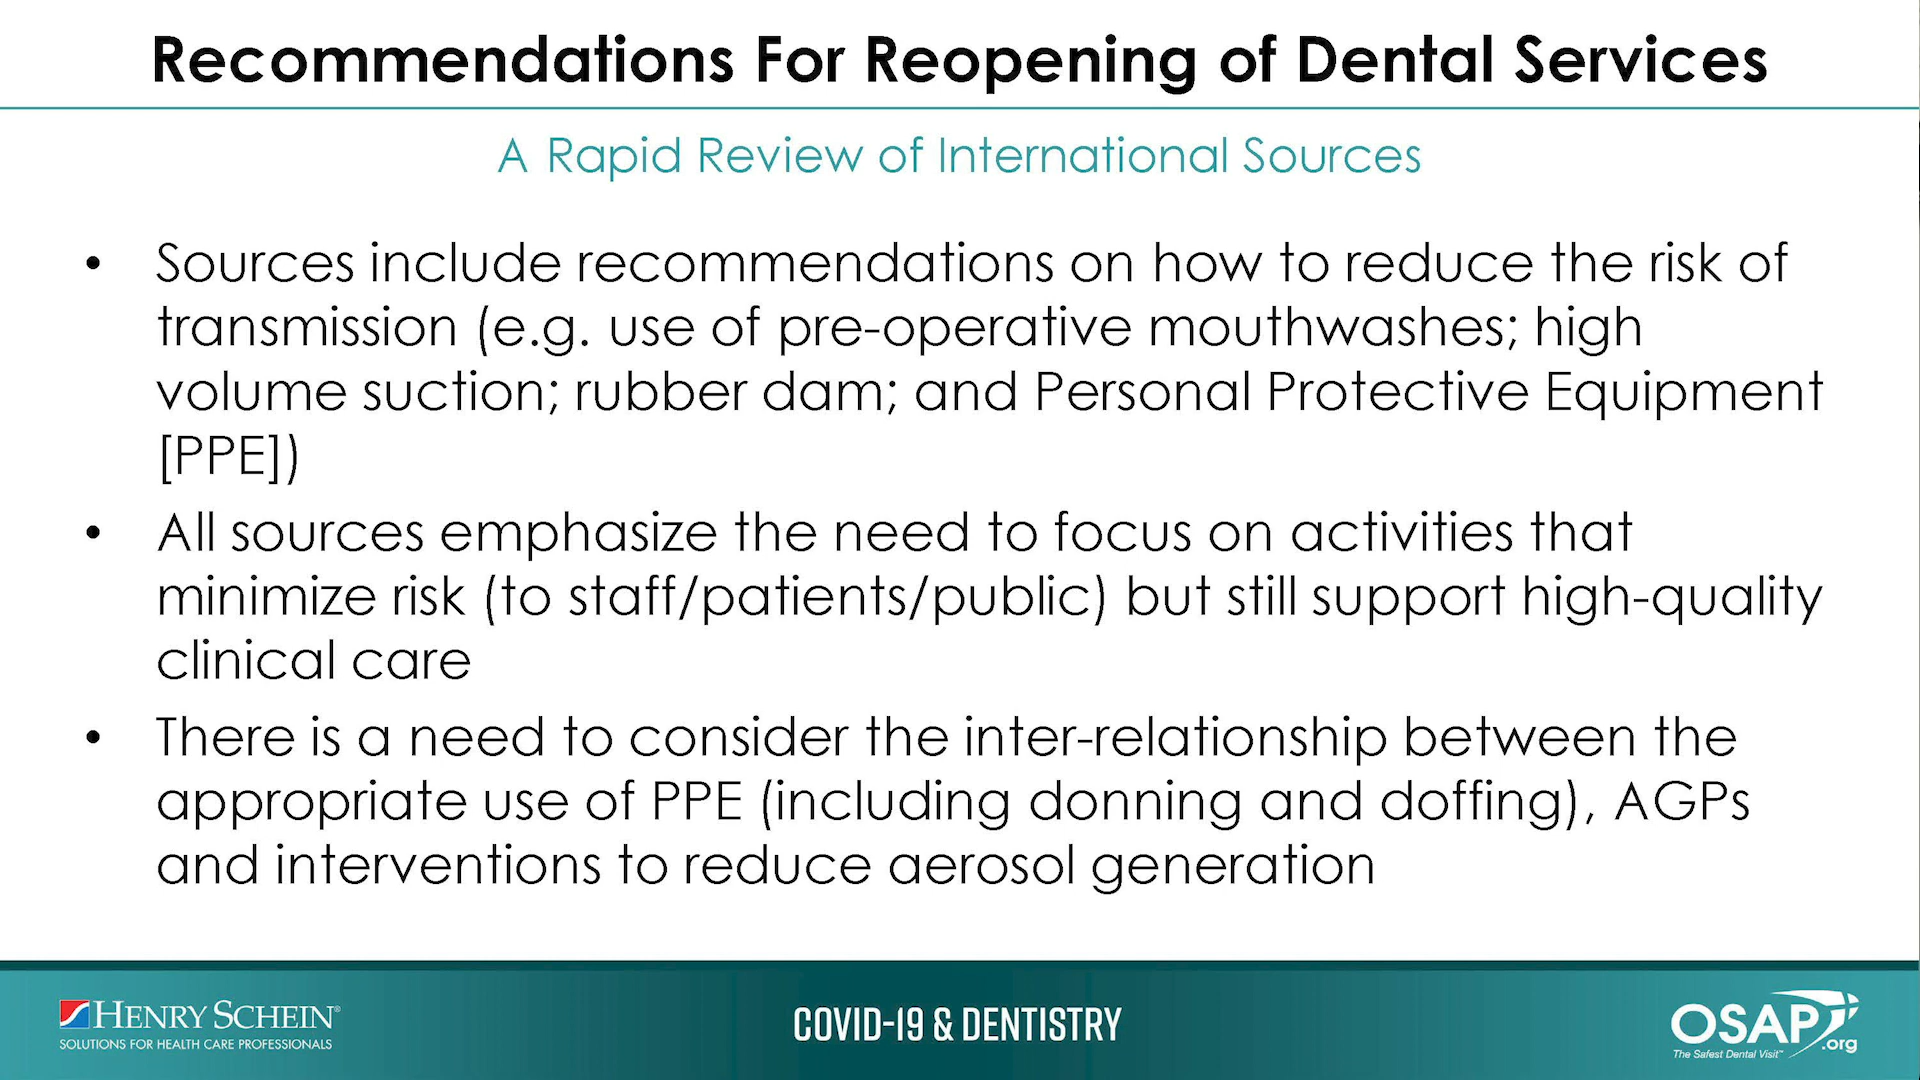 Recommendations For Reopening of Dental Services
A Rapid Review of International Sources
• Sources include recommendations on how to reduce the risk of
transmission (e.g. use of pre-operative mouthwashes; high
volume suction; rubber dam; and Personal Protective Equipment
[PPE])
• All sources emphasize the need to focus on activities that
minimize risk (to staff/patients/public) but still support high-quality
clinical care
• There is a need to consider the inter-relationship between the
appropriate use of PPE (including donning and doffing), AGPs
and interventions to reduce aerosol generation
HENRY SCHEIN®
SOLUTIONS FOR HEALTH CARE PROFESSIONALS
COVID-19 & DENTISTRY
OSAP
.org
The Safest Dental Visit™